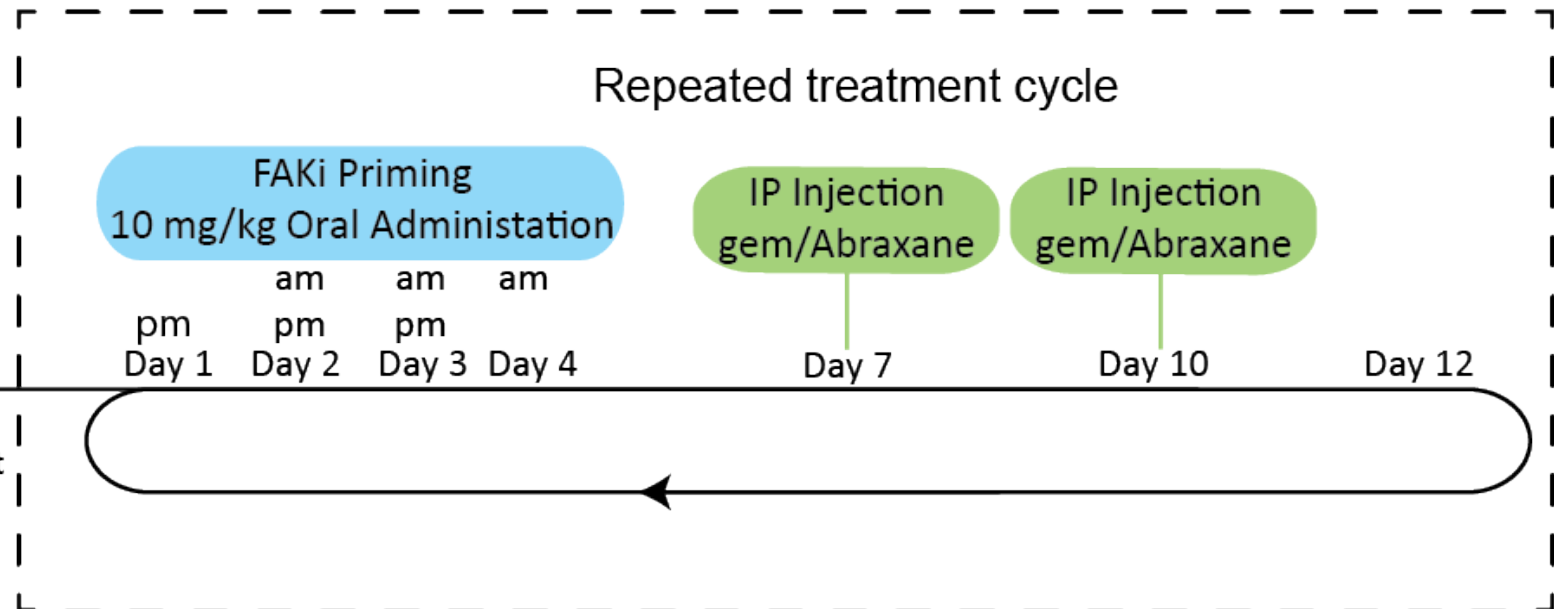 Repeated treatment cycle
FAKi Priming
10 mg/kg Oral Administation
IP Injection
gem/Abraxane
IP Injection
gem/Abraxane
am am am
pm pm pm
Day 1 Day 2 Day 3 Day 4 Day 7 Day 10 Day 12